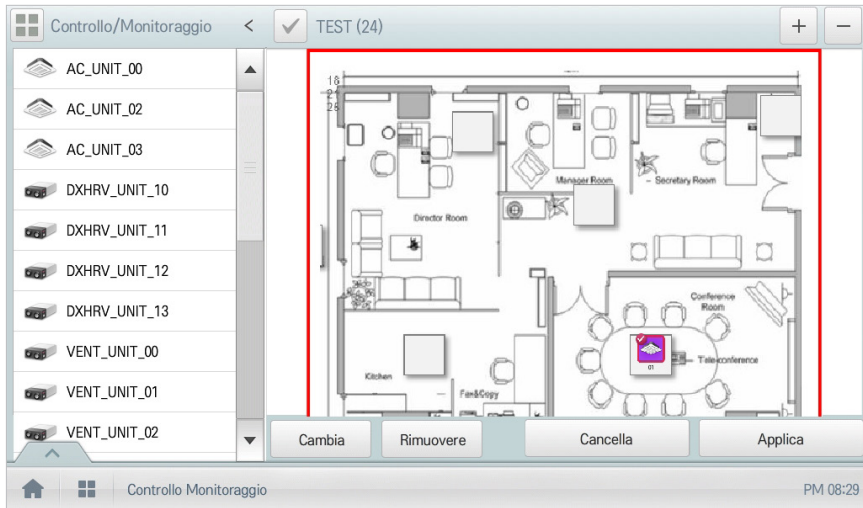 Controllo/Monitoraggio
<
TEST (24)
+
−
AC_UNIT_00
AC_UNIT_02
AC_UNIT_03
DXHRV_UNIT_10
DXHRV_UNIT_11
DXHRV_UNIT_12
DXHRV_UNIT_13
VENT_UNIT_00
VENT_UNIT_01
VENT_UNIT_02
18
Manager Room
Secretary Room
Director Room
Conference
Room
Teleconference
01
Kitchen
Fax&Copy
Cambia
Rimuovere
Cancella
Applica
Controllo Monitoraggio
PM 08:29